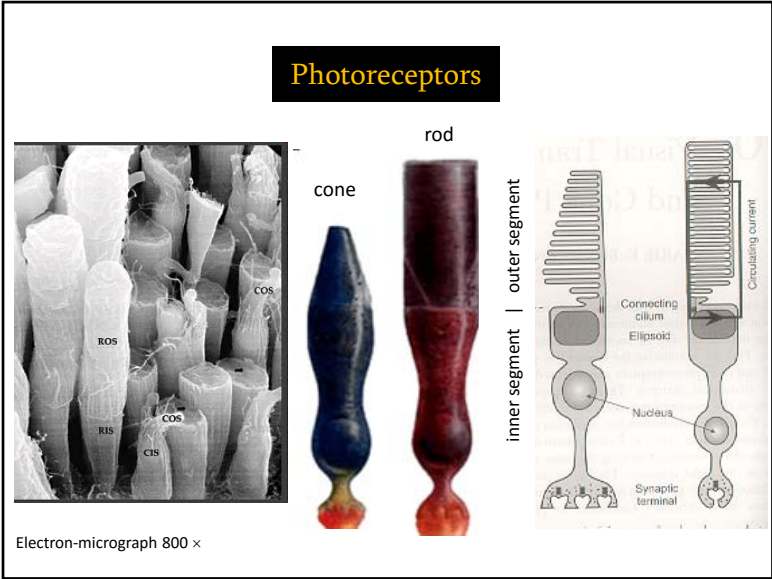 Photoreceptors
rod
cone
COS
ROS
COS
RIS
CIS
Electron-micrograph 800 ×
inner segment | outer segment
Circulating current
Connecting
cilium
Ellipsoid
Nucleus
Synaptic
terminal